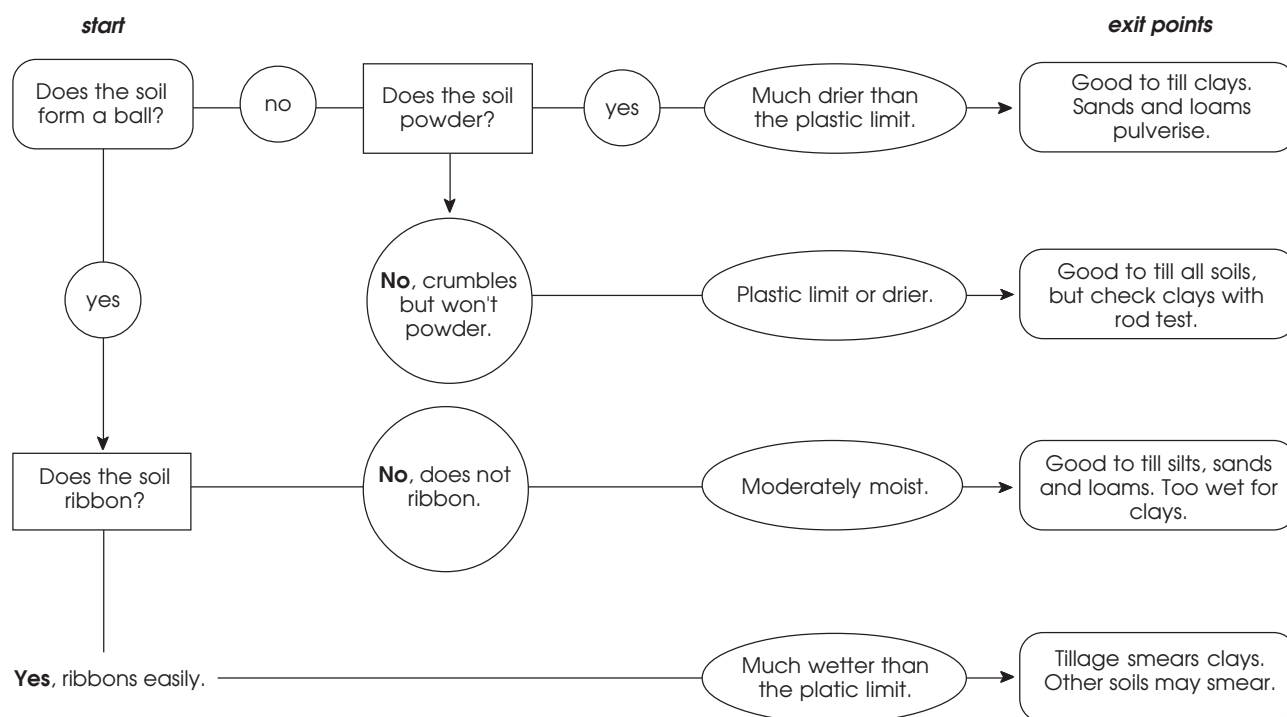 start
exit points
Does the soil
form a ball?
no
Does the soil
powder?
yes
Much drier than
the plastic limit.
Good to till clays.
Sands and loams
pulverise.
yes
No, crumbles
but won't
powder.
Plastic limit or drier.
Good to till all soils,
but check clays with
rod test.
Does the soil
ribbon?
No, does not
ribbon.
Moderately moist.
Good to till silts, sands
and loams. Too wet for
clays.
Yes, ribbons easily.
Much wetter than
the platic limit.
Tillage smears clays.
Other soils may smear.